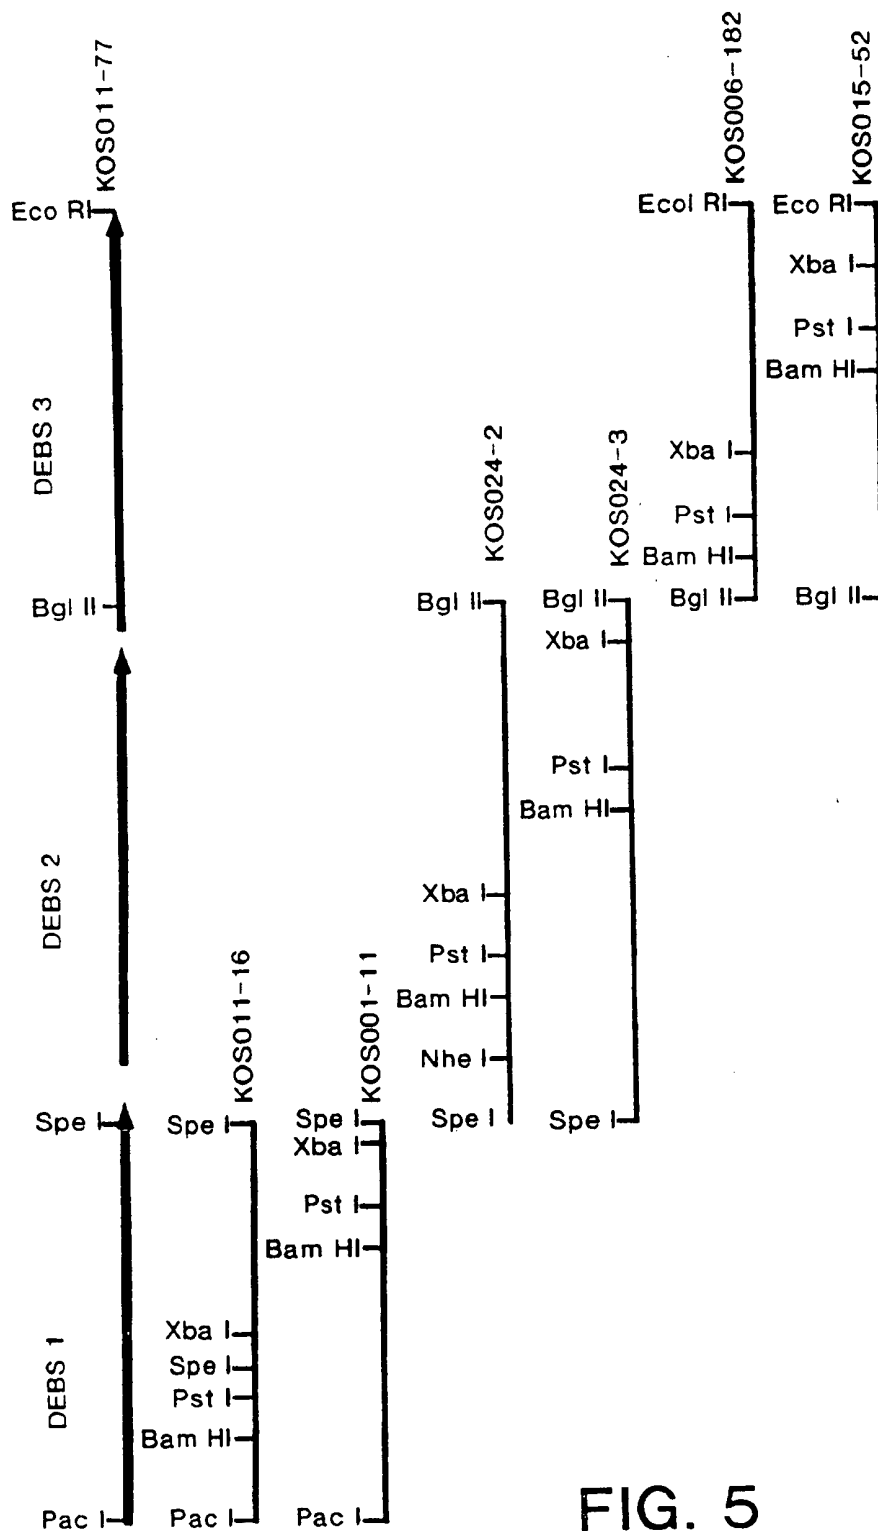 KOS011-77
Eco RI
DEBS 3
Bgl II
DEBS 2
Spe I
DEBS 1
Pac I
KOS011-16
Spe I
Xba I
Spe I
Pst I
Bam HI
Pac I
KOS001-11
Spe I
Xba I
Pst I
Bam HI
Pac I
KOS024-2
Bgl II
Xba I
Pst I
Bam HI
Nhe I
Spe I
KOS024-3
Bgl II
Xba I
Pst I
Bam HI
Spe I
KOS006-182
EcoI RI
Xba I
Pst I
Bam HI
Bgl II
KOS015-52
Eco RI
Xba I
Pst I
Bam HI
Bgl II
FIG. 5